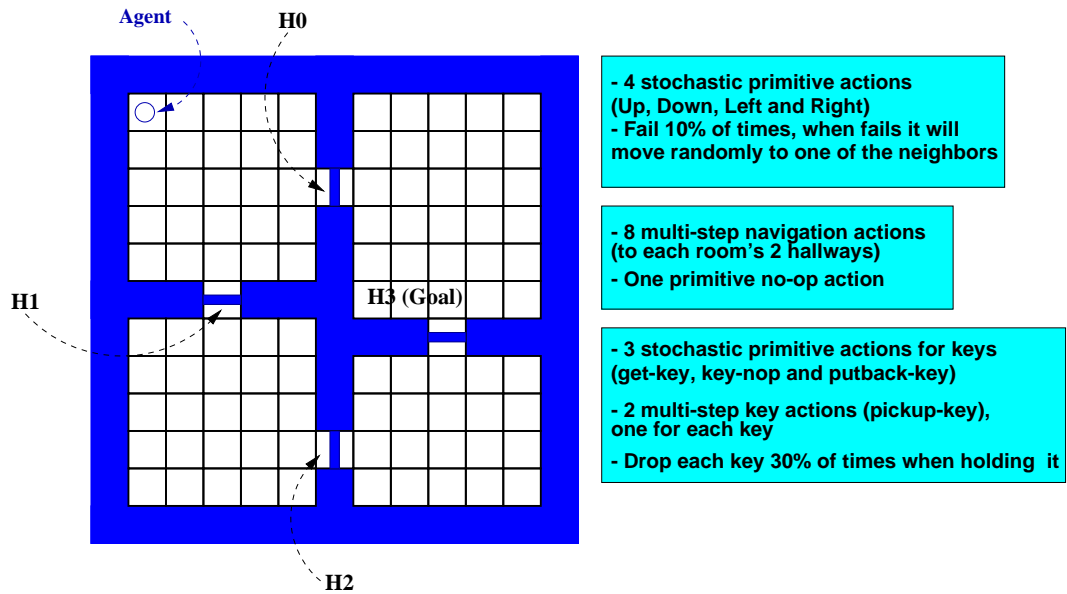 Agent
H0
H1
H3 (Goal)
H2
- 4 stochastic primitive actions
(Up, Down, Left and Right)
- Fail 10% of times, when fails it will
move randomly to one of the neighbors
- 8 multi-step navigation actions
(to each room's 2 hallways)
- One primitive no-op action
- 3 stochastic primitive actions for keys
(get-key, key-nop and putback-key)
- 2 multi-step key actions (pickup-key),
one for each key
- Drop each key 30% of times when holding it